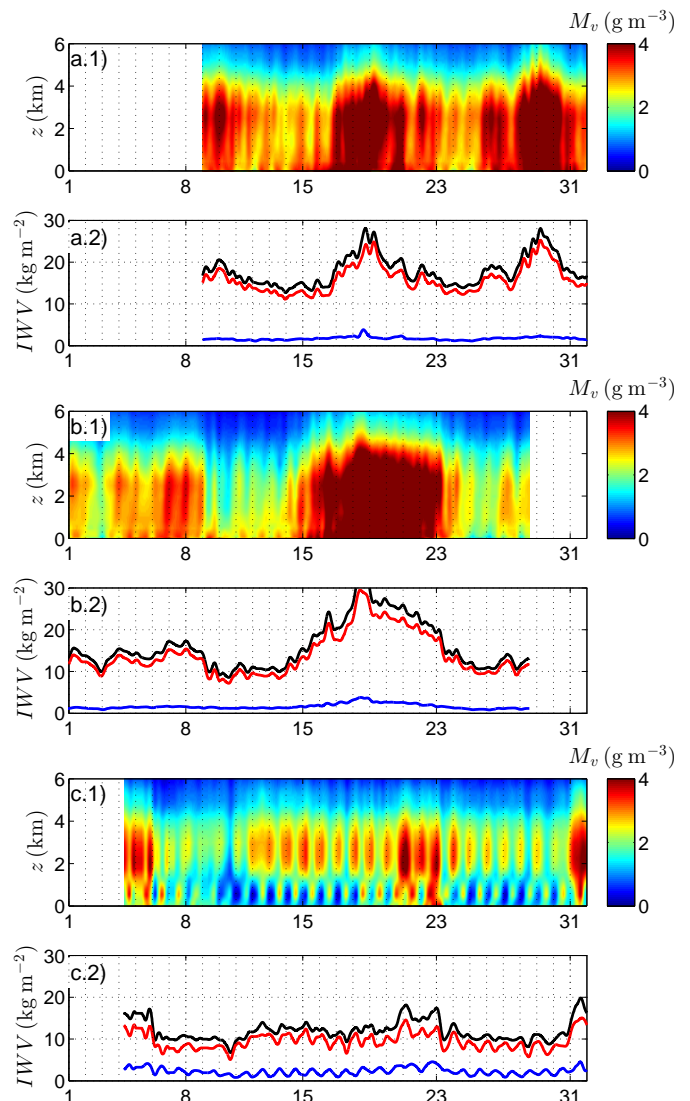 M_v (g m⁻³)
a.1)
z (km)
6
4
2
0
4
2
0
1 8 15 23 31
a.2)
IWV (kg m⁻²)
30
20
10
0
1 8 15 23 31
M_v (g m⁻³)
b.1)
z (km)
6
4
2
0
4
2
0
1 8 15 23 31
b.2)
IWV (kg m⁻²)
30
20
10
0
1 8 15 23 31
M_v (g m⁻³)
c.1)
z (km)
6
4
2
0
4
2
0
1 8 15 23 31
c.2)
IWV (kg m⁻²)
30
20
10
0
1 8 15 23 31